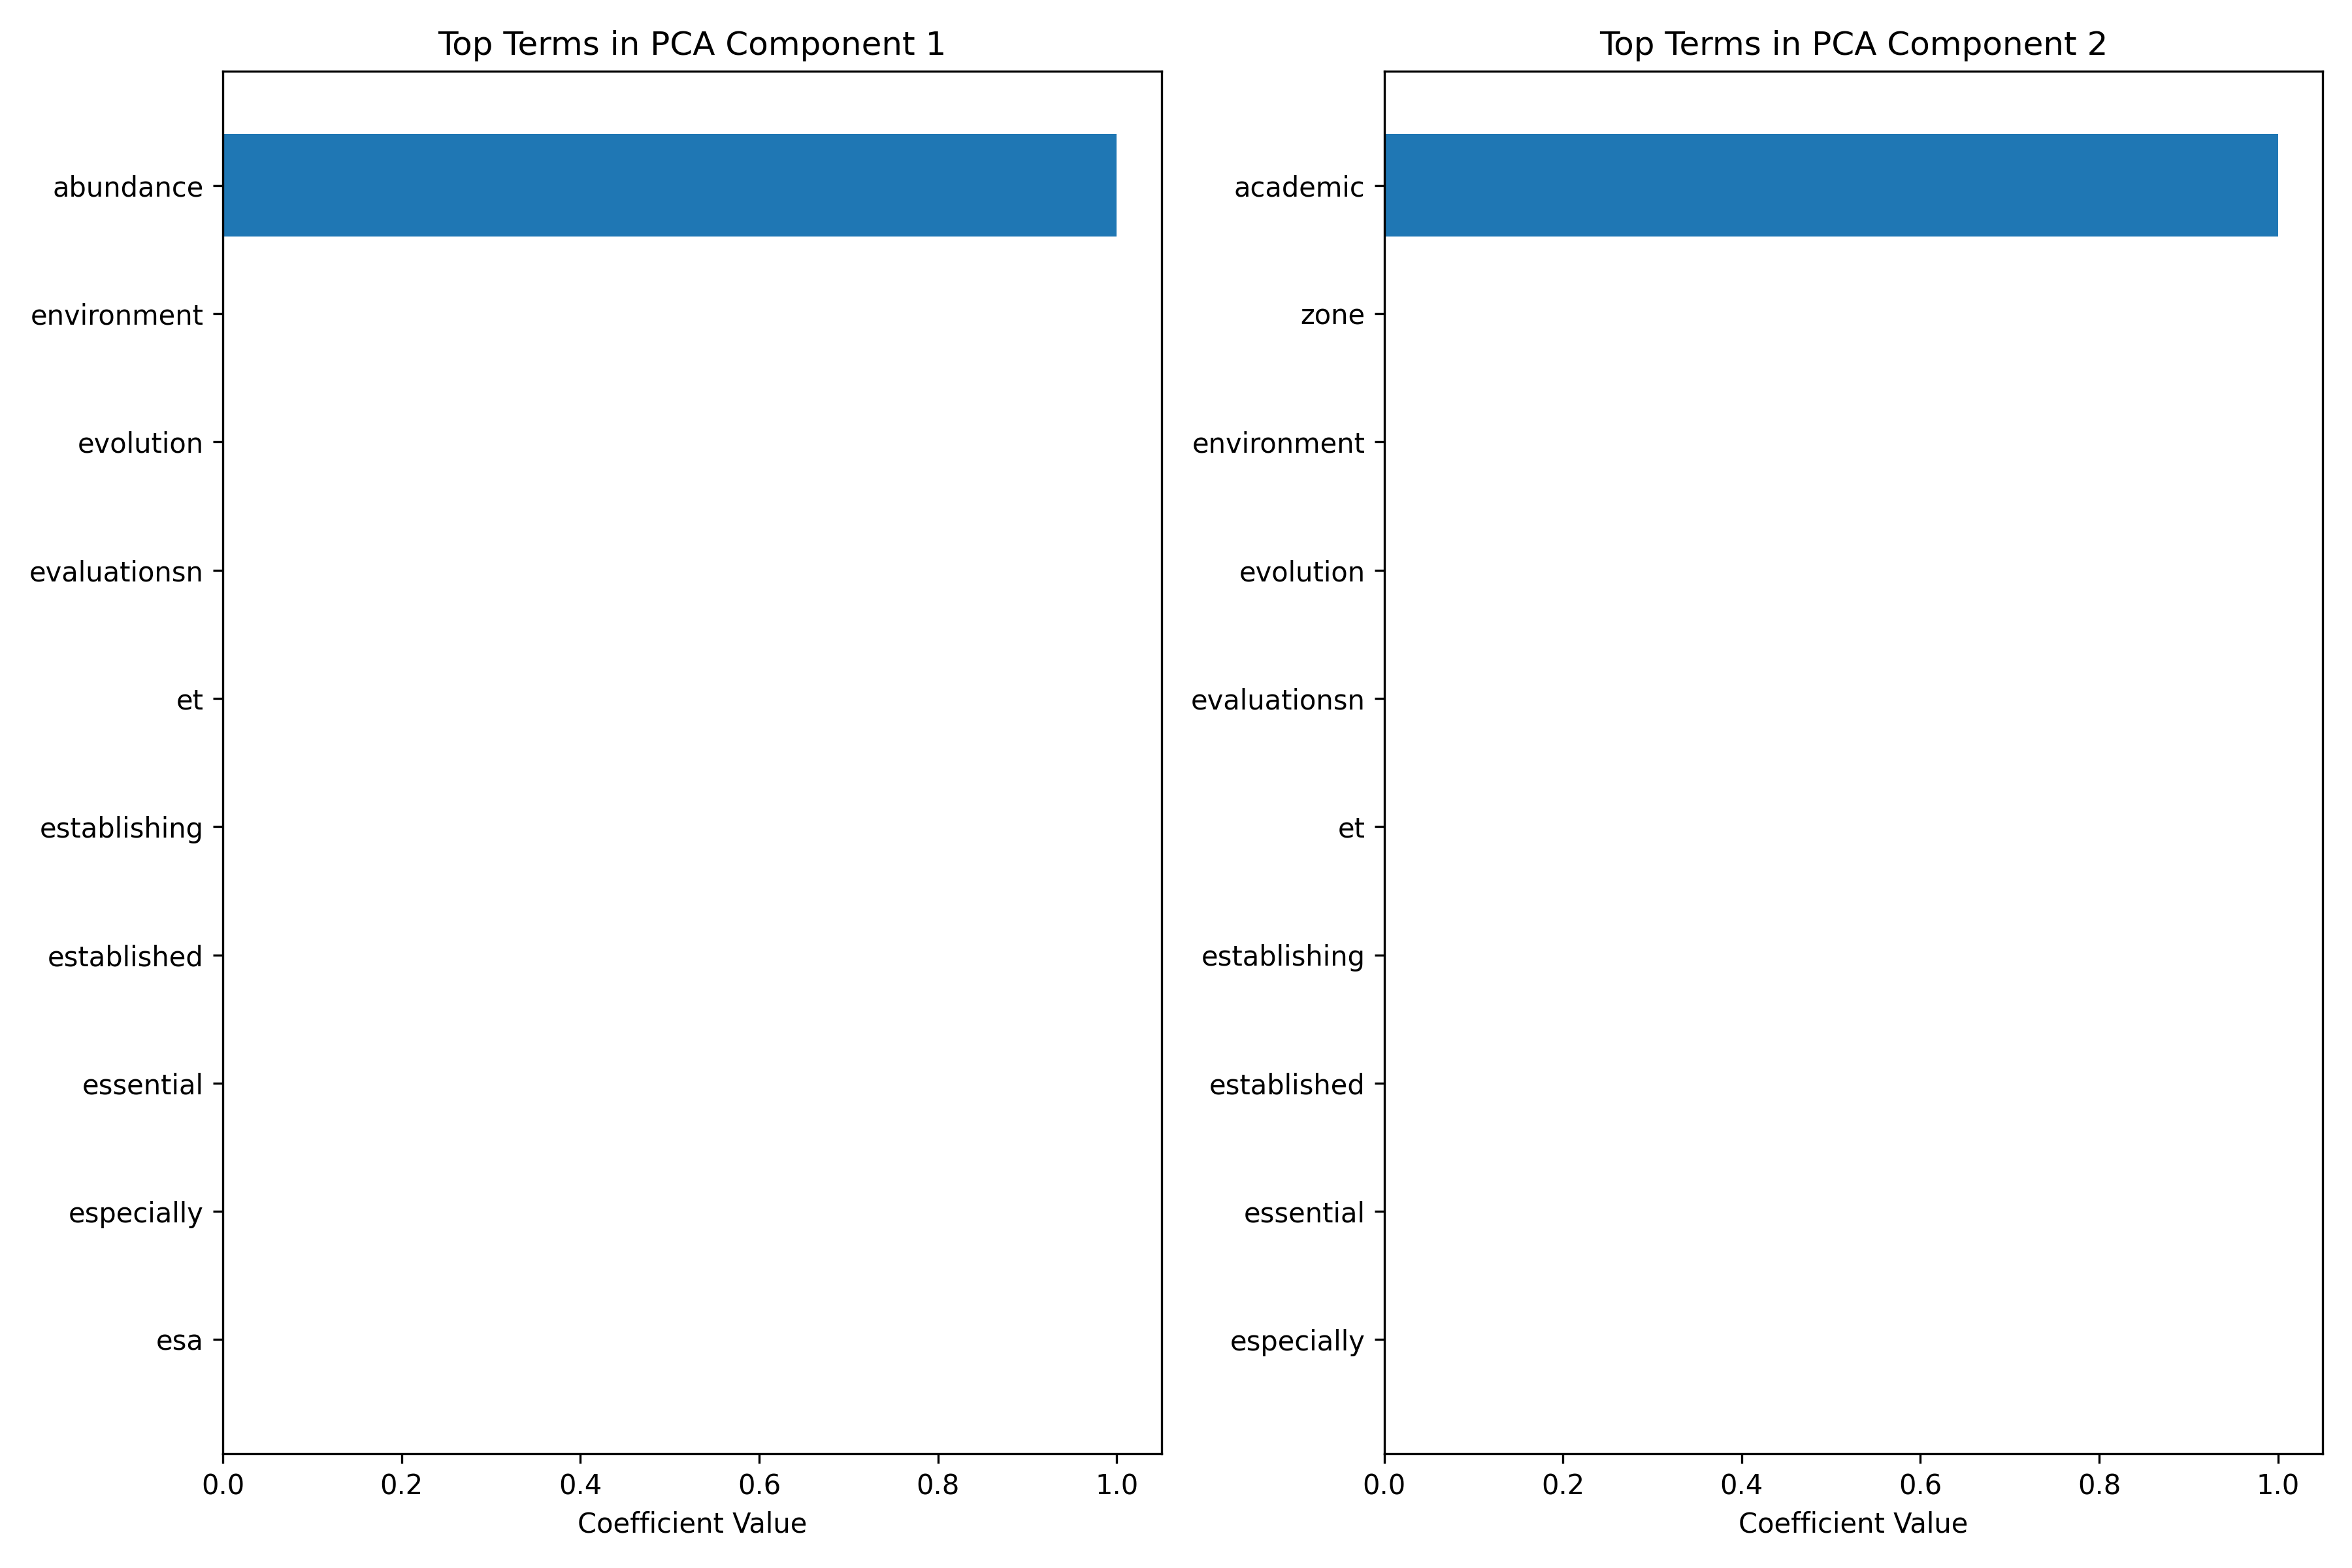 Top Terms in PCA Component 1
abundance
environment
evolution
evaluationsn
et
establishing
established
essential
especially
esa
0.0 0.2 0.4 0.6 0.8 1.0
Coefficient Value
Top Terms in PCA Component 2
academic
zone
environment
evolution
evaluationsn
et
establishing
established
essential
especially
0.0 0.2 0.4 0.6 0.8 1.0
Coefficient Value